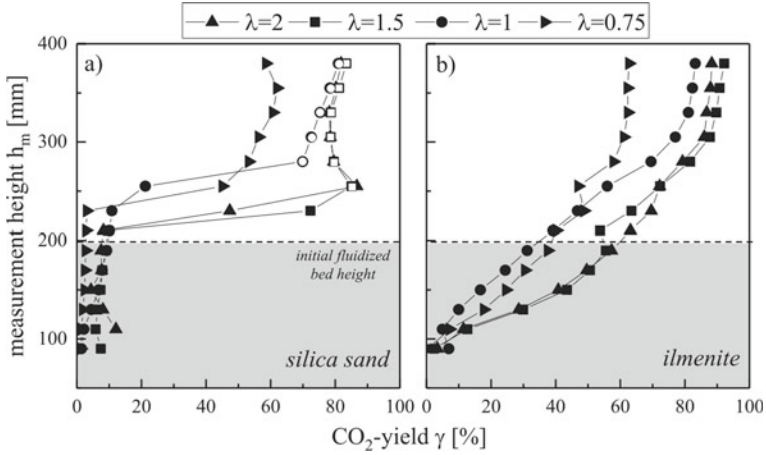 λ=2 λ=1.5 λ=1 λ=0.75
measurement height hₘ [mm]
400
300
200
100
a)
initial fluidized
bed height
silica sand
b)
ilmenite
0 20 40 60 80 100
0 20 40 60 80 100
CO₂-yield γ [%]